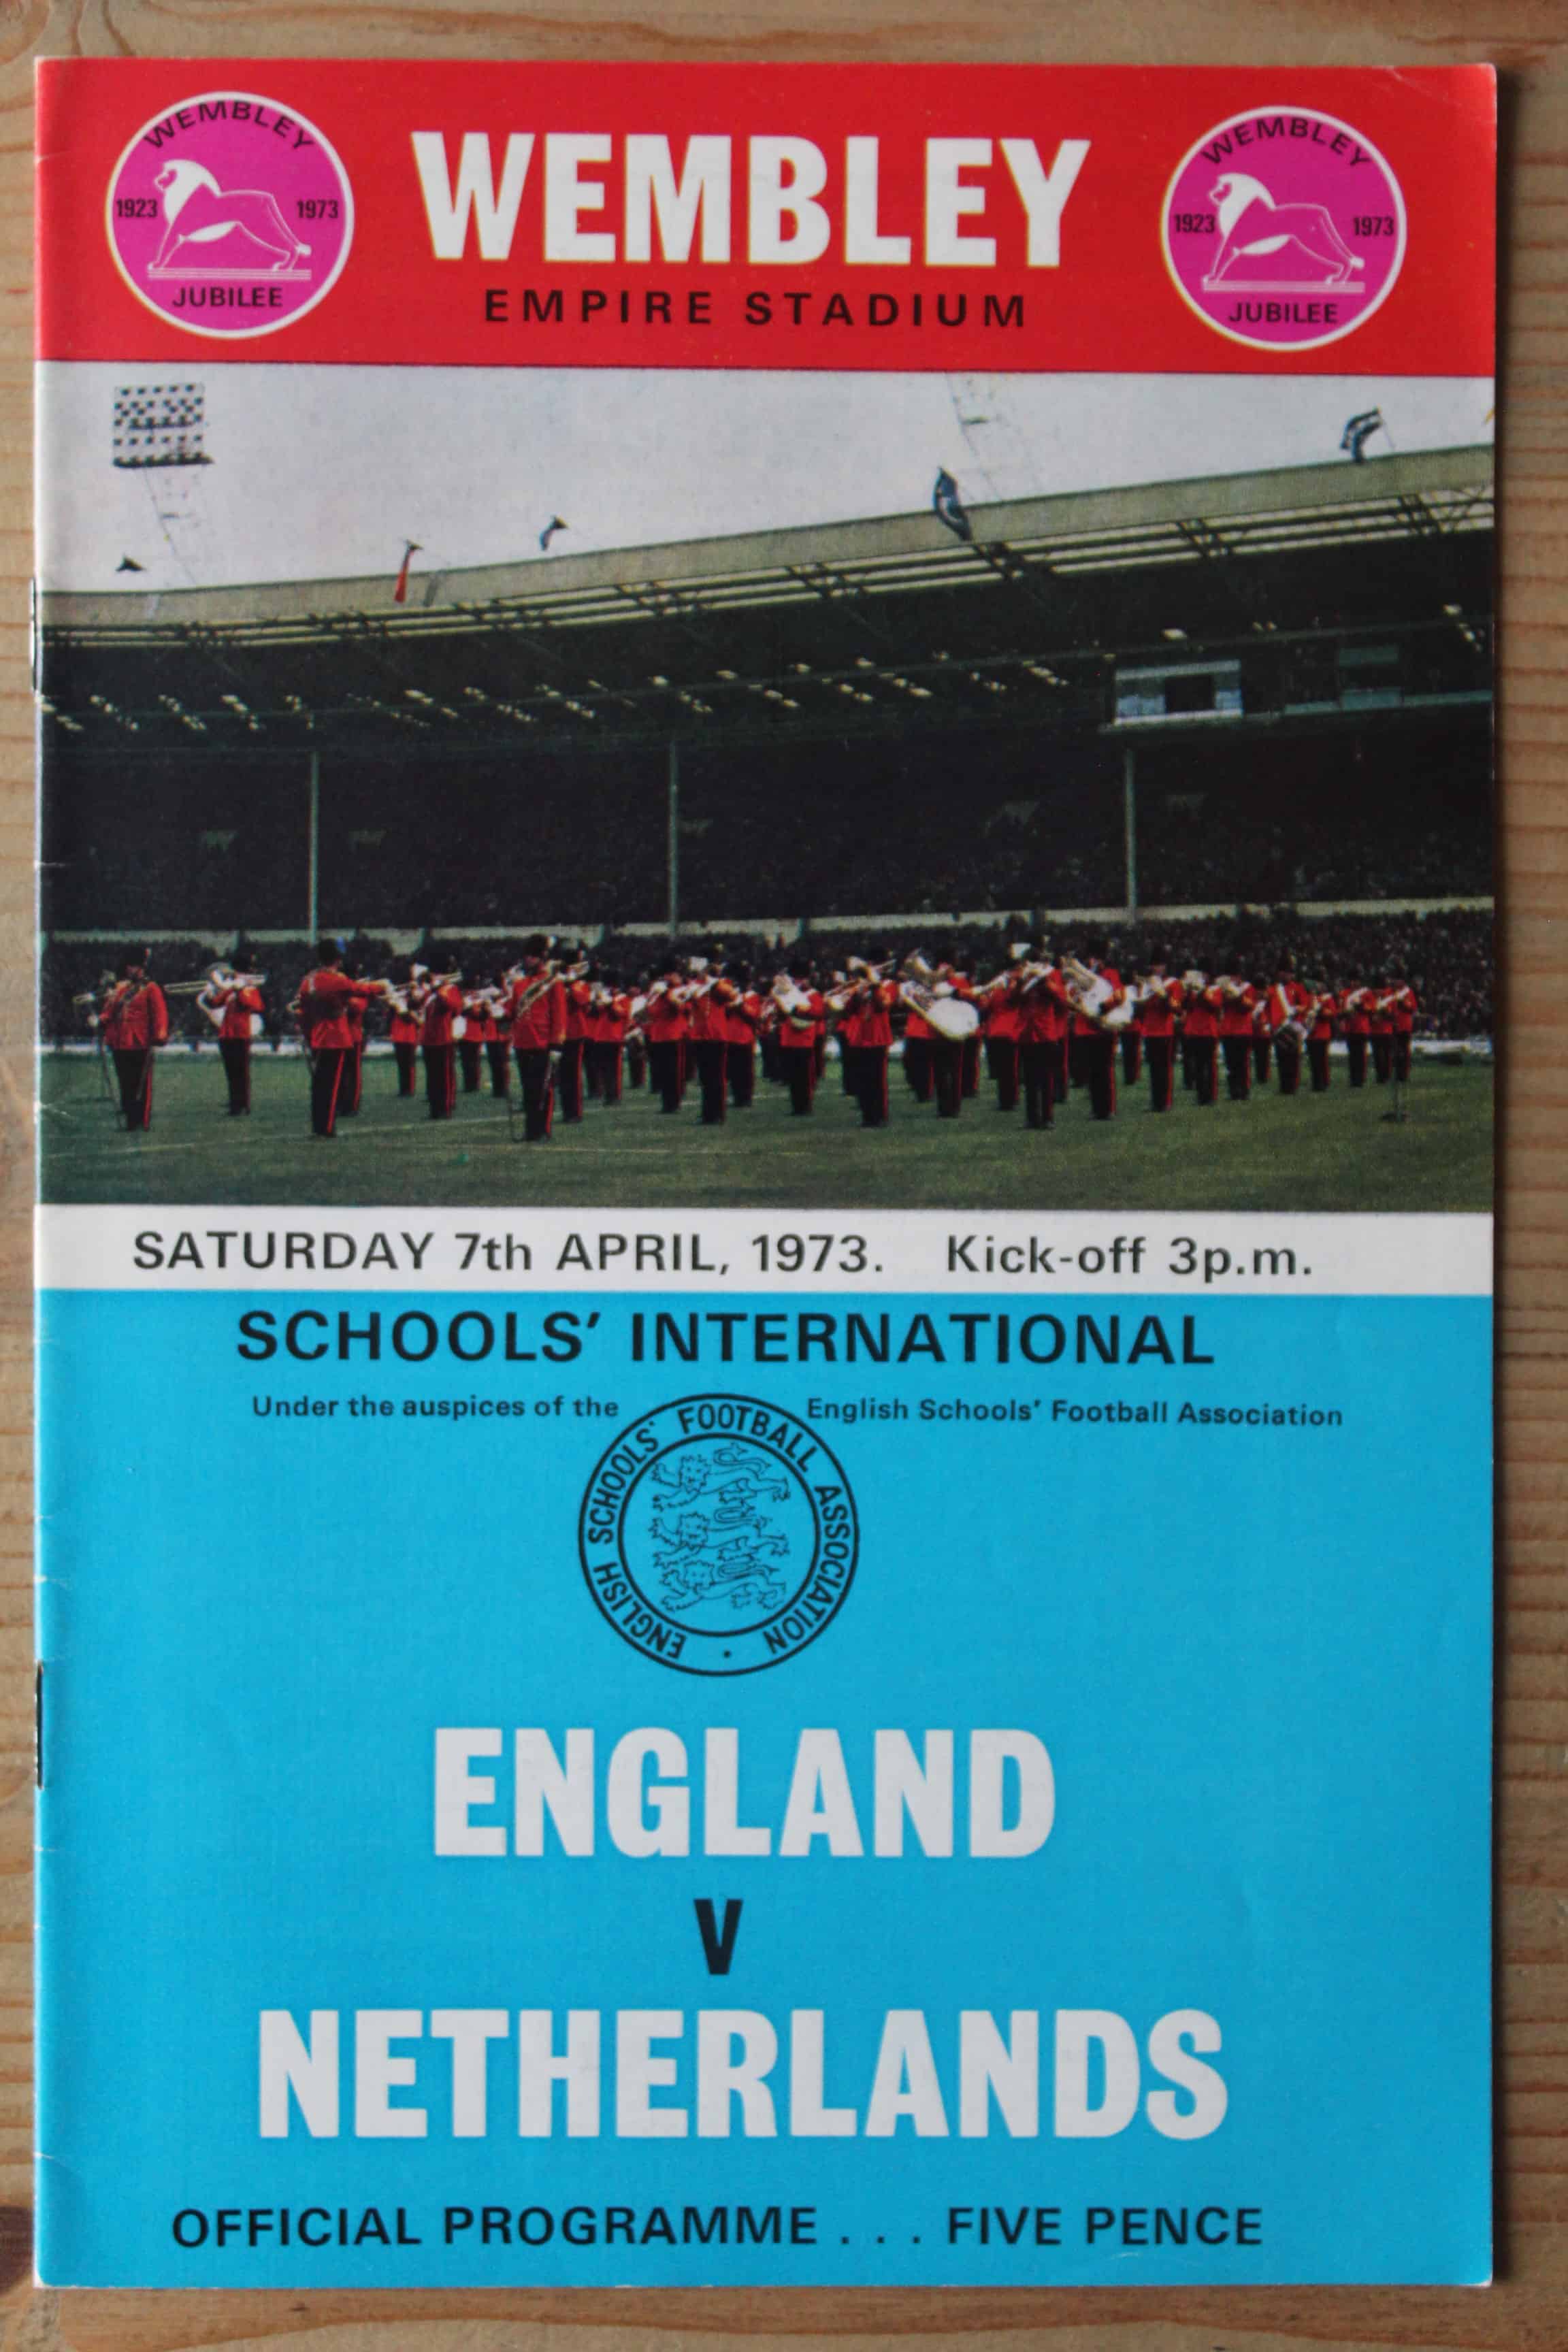 WEMBLEY
1923 1973
JUBILEE
WEMBLEY
EMPIRE STADIUM
WEMBLEY
1923 1973
JUBILEE
SATURDAY 7th APRIL, 1973. Kick-off 3p.m.
SCHOOLS' INTERNATIONAL
Under the auspices of the English Schools' Football Association
ENGLISH SCHOOLS' FOOTBALL ASSOCIATION
ENGLAND
V
NETHERLANDS
OFFICIAL PROGRAMME . . . FIVE PENCE